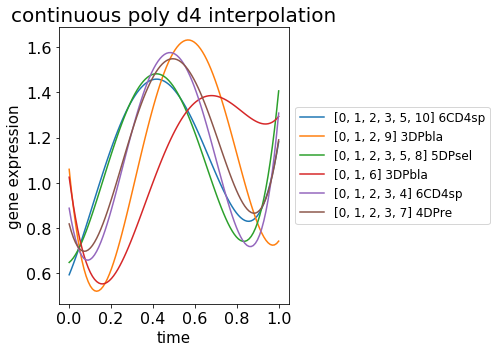 continuous poly d4 interpolation
gene expression
1.6
1.4
1.2
1.0
0.8
0.6
0.0 0.2 0.4 0.6 0.8 1.0
time
[0, 1, 2, 3, 5, 10] 6CD4sp
[0, 1, 2, 9] 3DPbla
[0, 1, 2, 3, 5, 8] 5DPsel
[0, 1, 6] 3DPbla
[0, 1, 2, 3, 4] 6CD4sp
[0, 1, 2, 3, 7] 4DPre